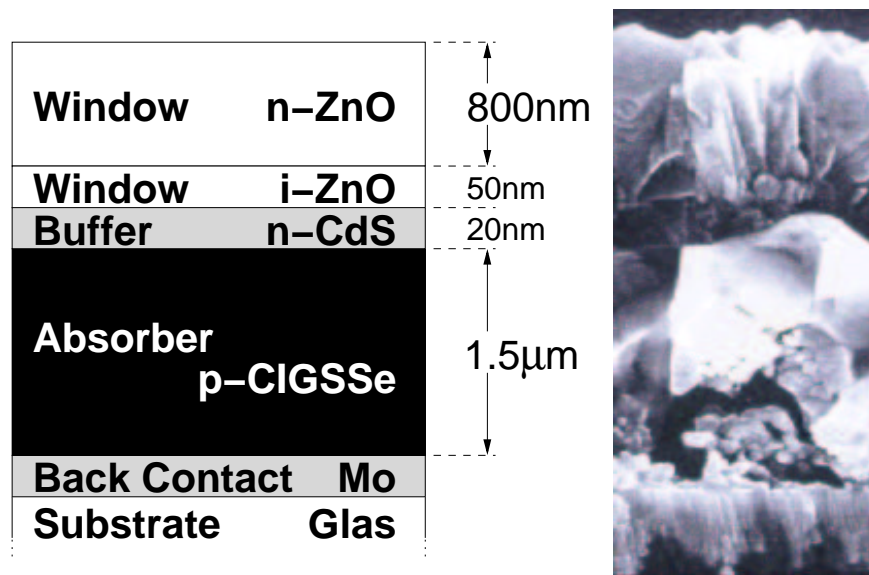 Window n−ZnO 800nm
Window i−ZnO 50nm
Buffer n−CdS 20nm
Absorber
p−CIGSSe 1.5μm
Back Contact Mo
Substrate Glas